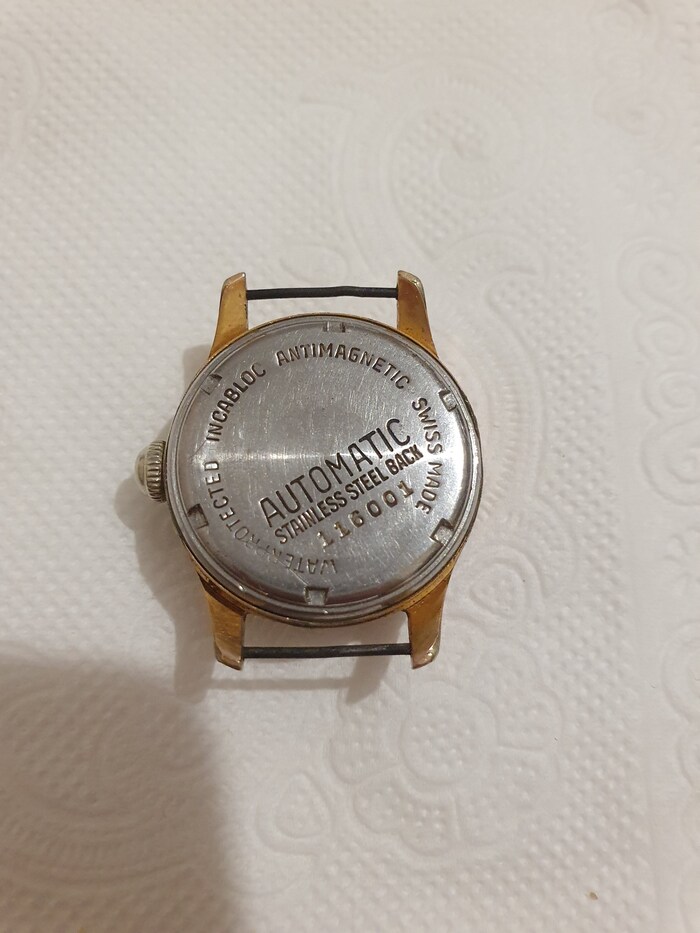 WATERPROTECTED INCABLOC ANTIMAGNETIC SWISS MADE
AUTOMATIC
STAINLESS STEEL BACK
116001